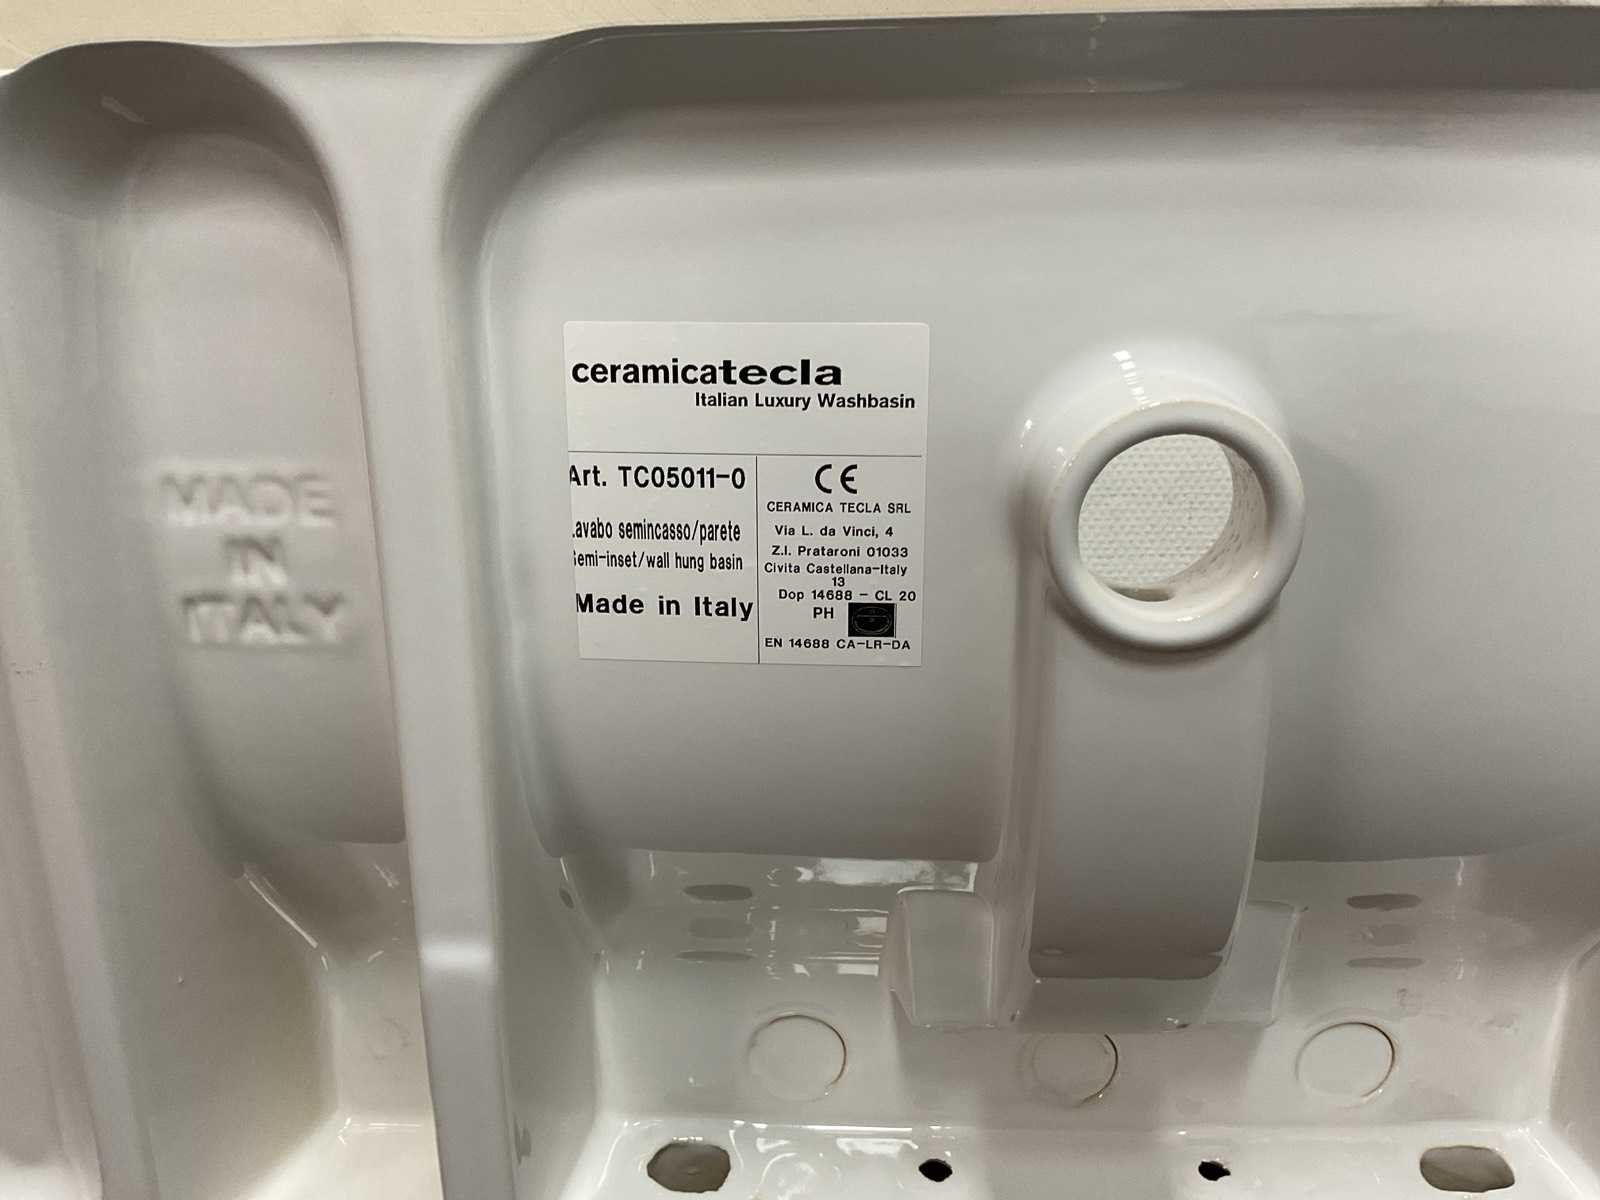 MADE
IN
ITALY
ceramicatecla
Italian Luxury Washbasin
Art. TC05011-0
Lavabo semincasso/parete
Semi-inset/wall hung basin
Made in Italy
CE
CERAMICA TECLA SRL
Via L. da Vinci, 4
Z.I. Prataroni 01033
Civita Castellana-Italy
13
Dop 14688 - CL 20
PH
EN 14688 CA-LR-DA